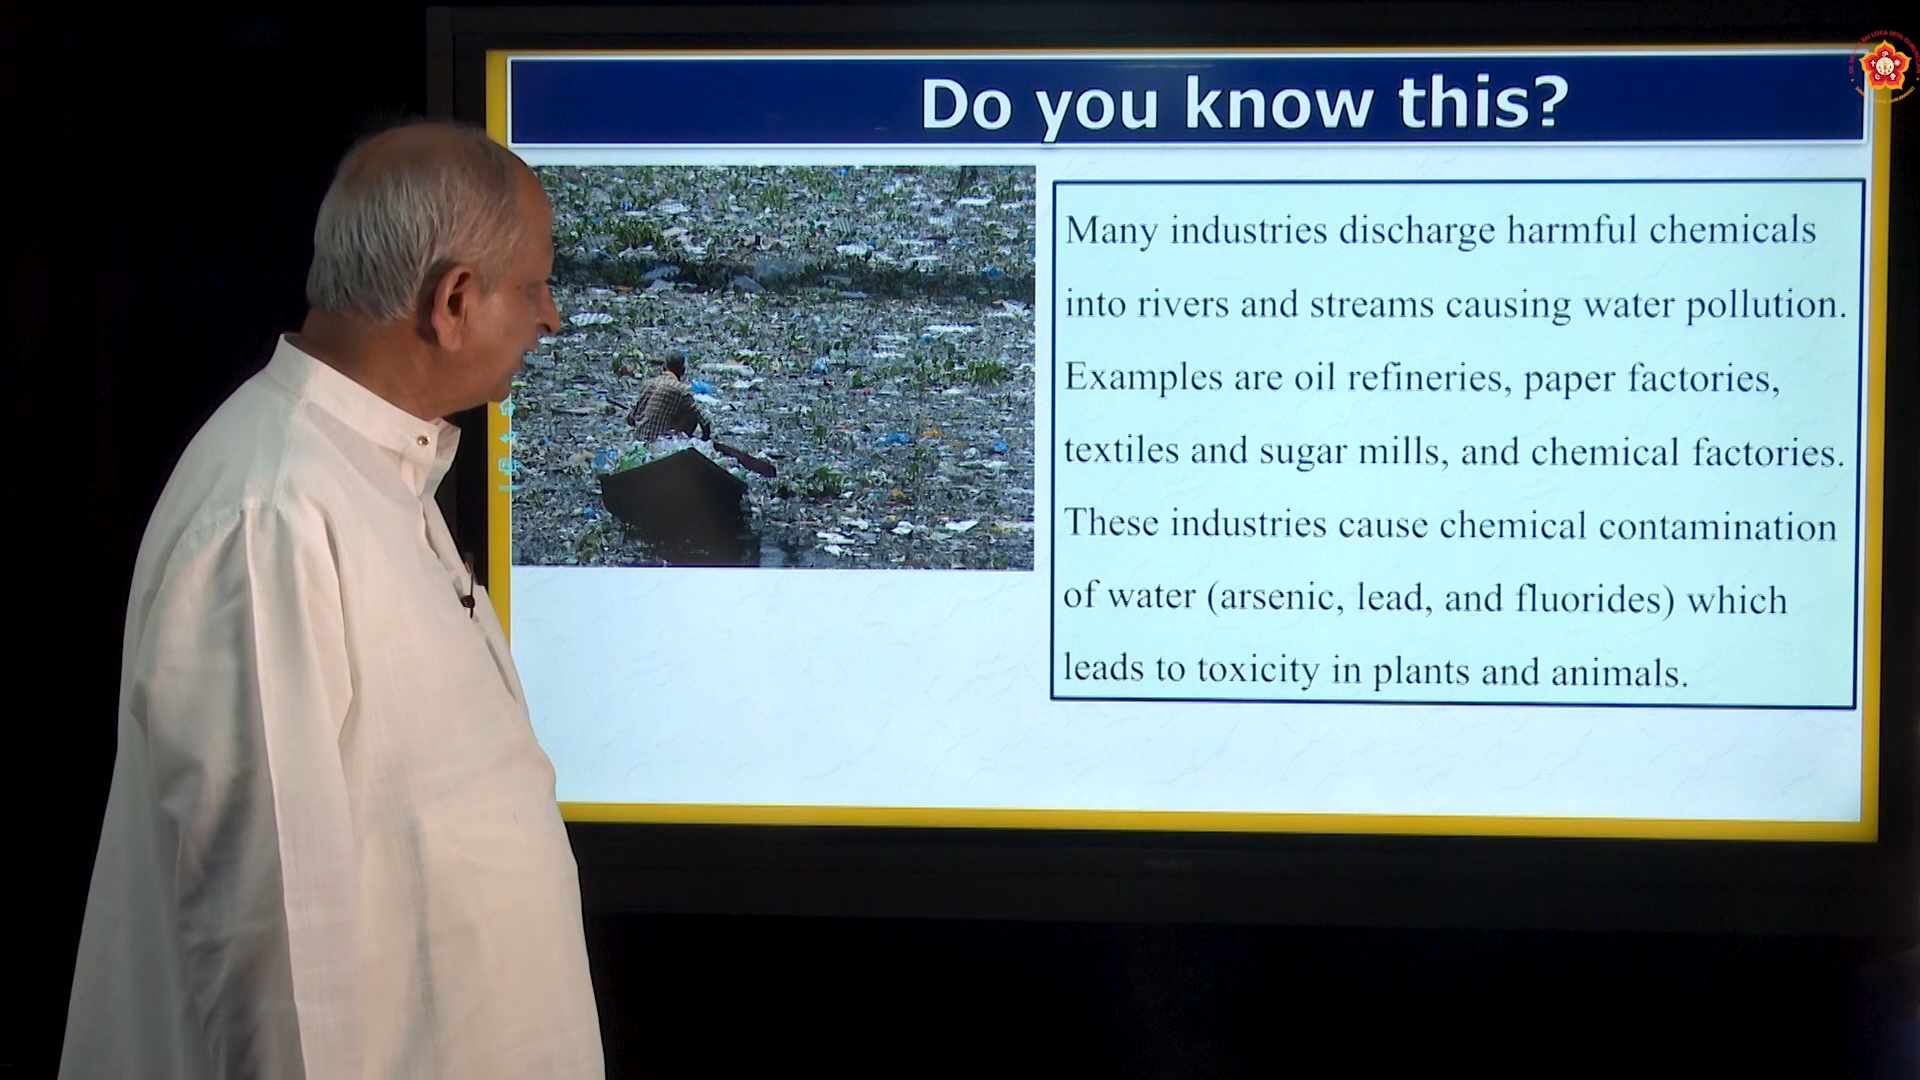 Do you know this?
Many industries discharge harmful chemicals
into rivers and streams causing water pollution.
Examples are oil refineries, paper factories,
textiles and sugar mills, and chemical factories.
These industries cause chemical contamination
of water (arsenic, lead, and fluorides) which
leads to toxicity in plants and animals.